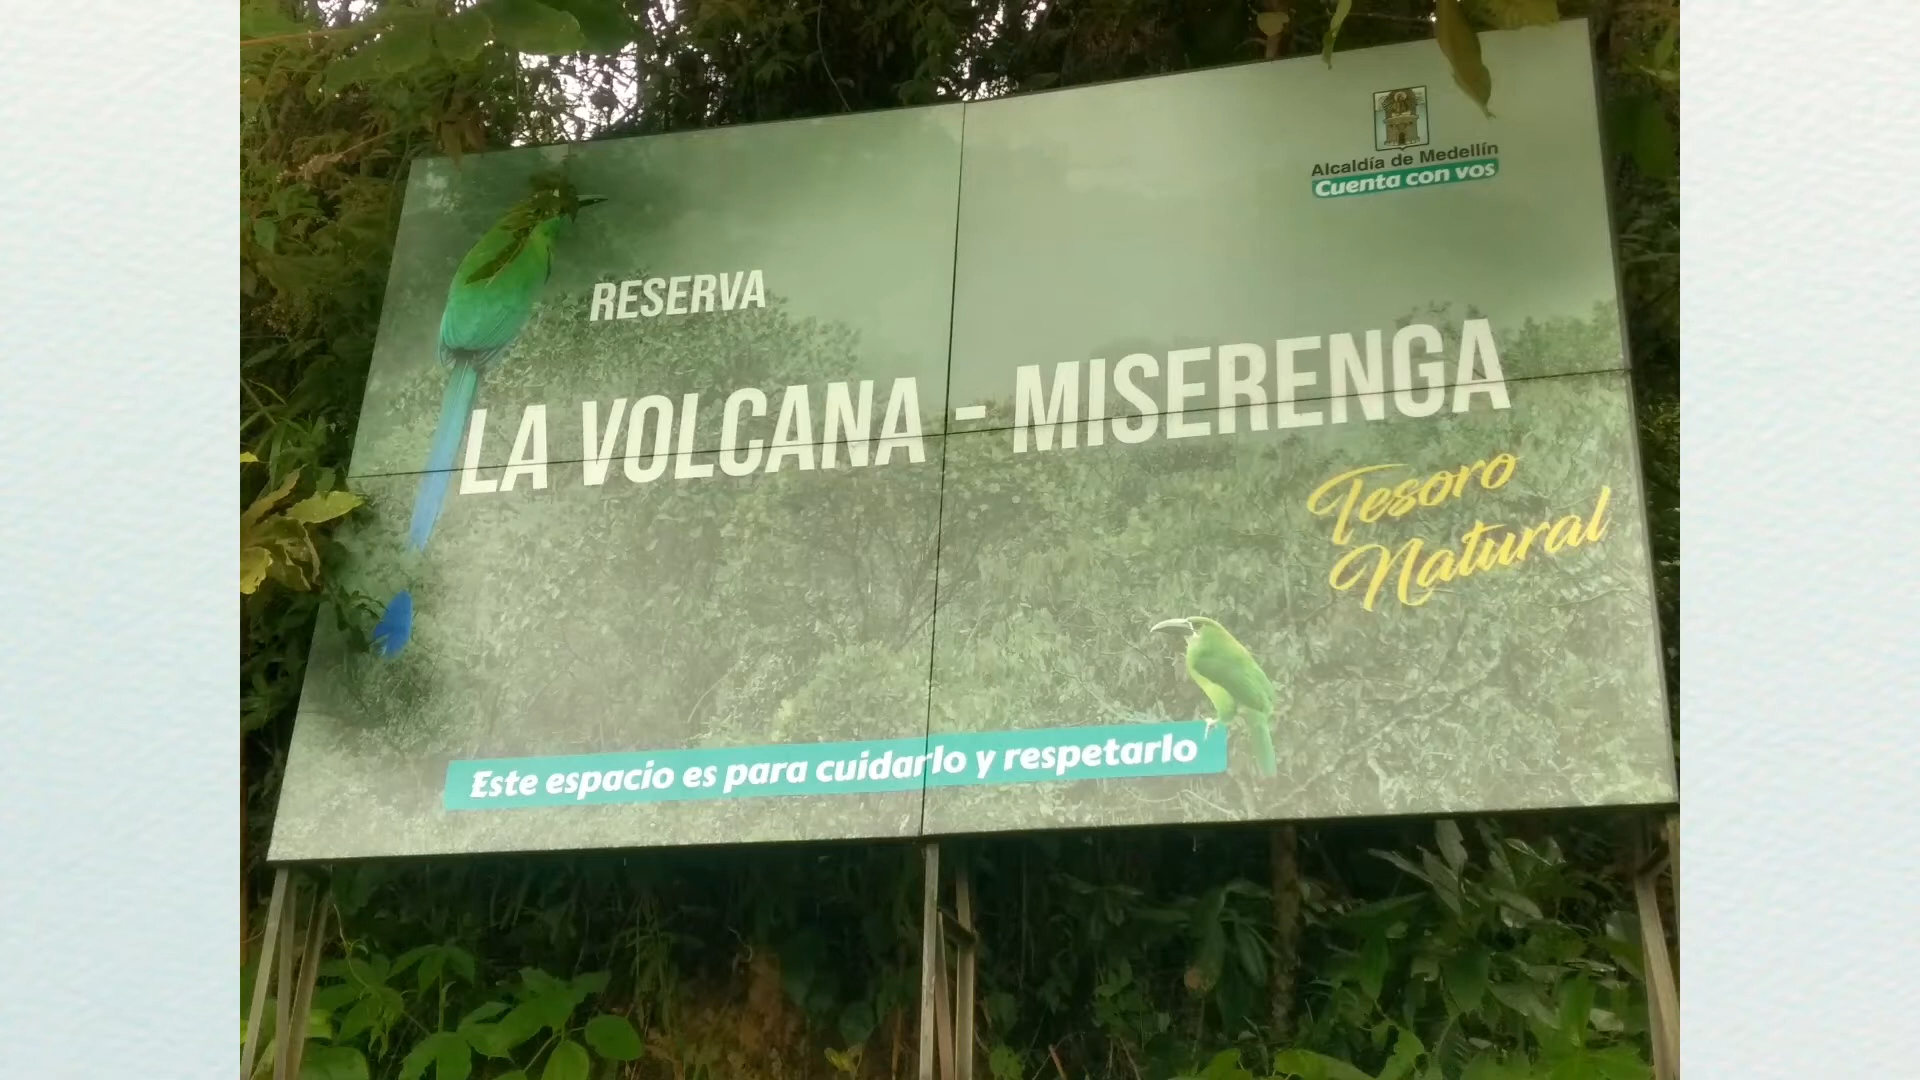 Alcaldía de Medellín
Cuenta con vos
RESERVA
LA VOLCANA - MISERENGA
Tesoro
Natural
Este espacio es para cuidarlo y respetarlo